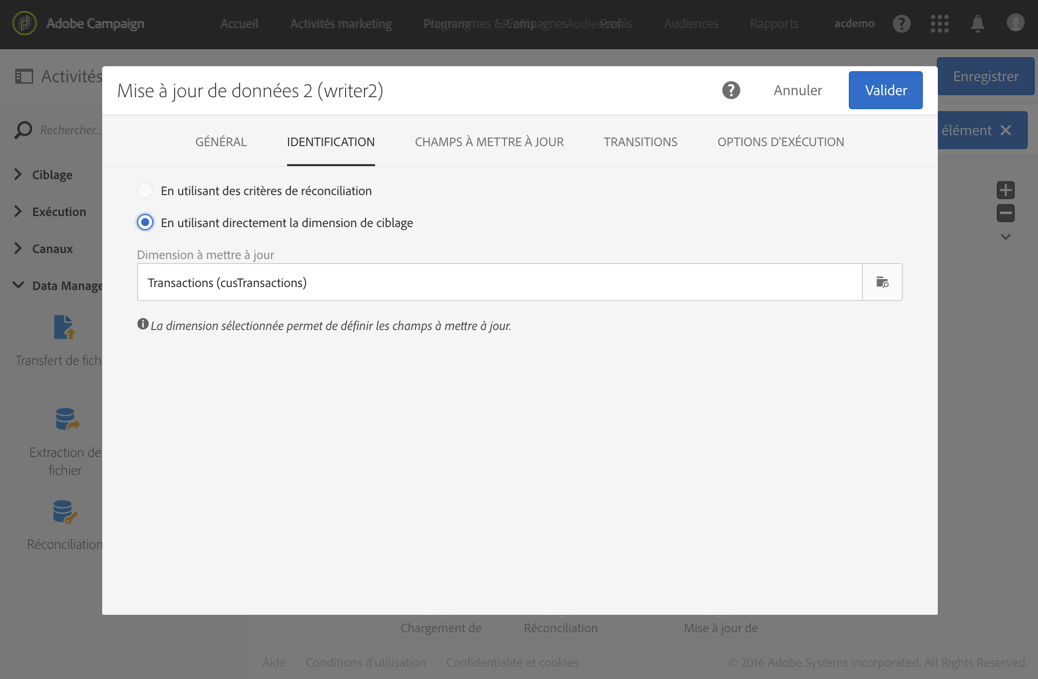 Adobe Campaign
Accueil
Activités marketing
Programmes & Campagnes
Audiences
Profils
Audiences
Rapports
acdemo
Activités
Enregistrer
Mise à jour de données 2 (writer2)
Annuler
Valider
Rechercher...
élément
GÉNÉRAL
IDENTIFICATION
CHAMPS À METTRE À JOUR
TRANSITIONS
OPTIONS D'EXÉCUTION
Ciblage
En utilisant des critères de réconciliation
Exécution
En utilisant directement la dimension de ciblage
Canaux
Dimension à mettre à jour
Data Manage
Transactions (cusTransactions)
La dimension sélectionnée permet de définir les champs à mettre à jour.
Transfert de fich
Extraction de
fichier
Réconciliation
Chargement de
Réconciliation
Mise à jour de
Aide
Conditions d'utilisation
Confidentialité et cookies
© 2016 Adobe Systems Incorporated. All Rights Reserved.